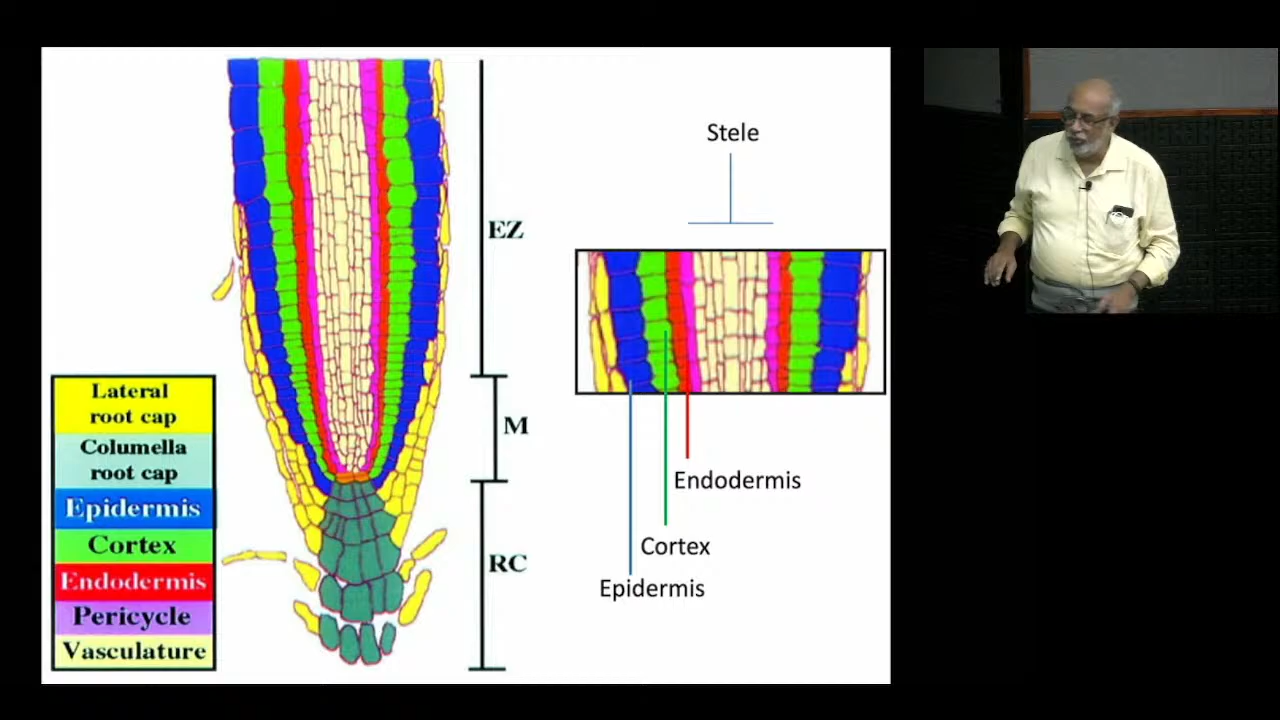 Stele
EZ
M
RC
Lateral
root cap
Columella
root cap
Epidermis
Cortex
Endodermis
Pericycle
Vasculature
Endodermis
Cortex
Epidermis